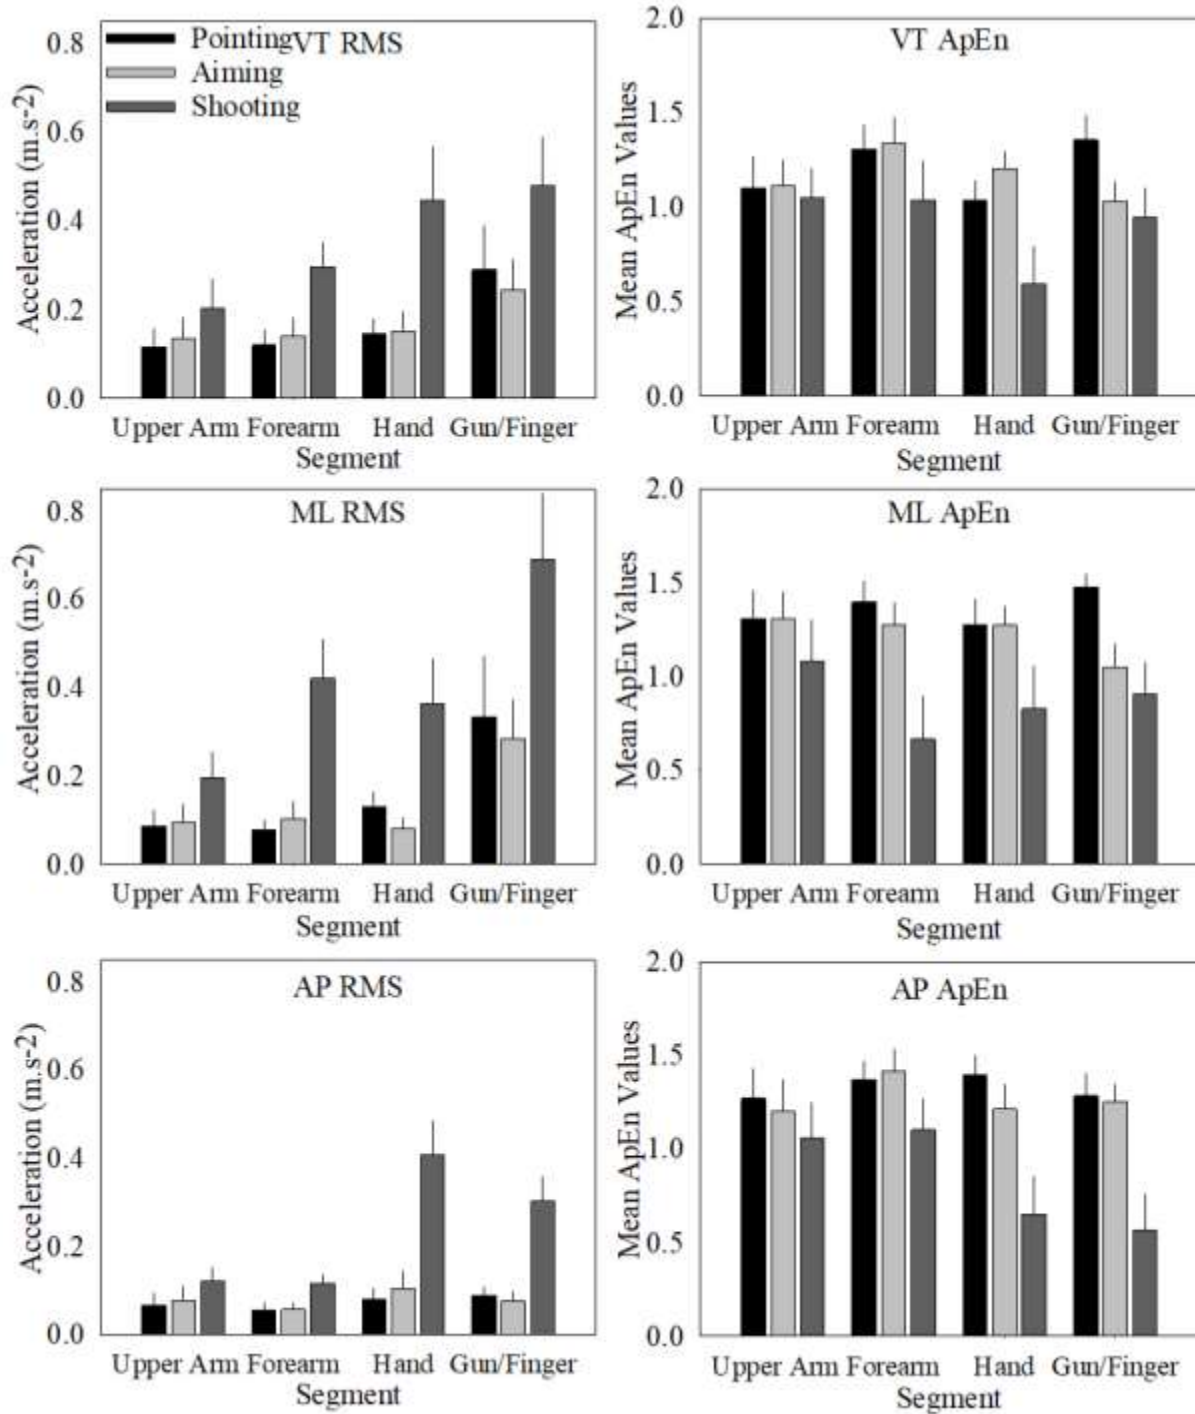 VT RMS
Pointing
Aiming
Shooting
Acceleration (m.s-2)
0.8
0.6
0.4
0.2
0.0
Upper Arm Forearm Hand Gun/Finger
Segment
VT ApEn
Mean ApEn Values
2.0
1.5
1.0
0.5
0.0
Upper Arm Forearm Hand Gun/Finger
Segment
ML RMS
Acceleration (m.s-2)
0.8
0.6
0.4
0.2
0.0
Upper Arm Forearm Hand Gun/Finger
Segment
ML ApEn
Mean ApEn Values
2.0
1.5
1.0
0.5
0.0
Upper Arm Forearm Hand Gun/Finger
Segment
AP RMS
Acceleration (m.s-2)
0.8
0.6
0.4
0.2
0.0
Upper Arm Forearm Hand Gun/Finger
Segment
AP ApEn
Mean ApEn Values
2.0
1.5
1.0
0.5
0.0
Upper Arm Forearm Hand Gun/Finger
Segment